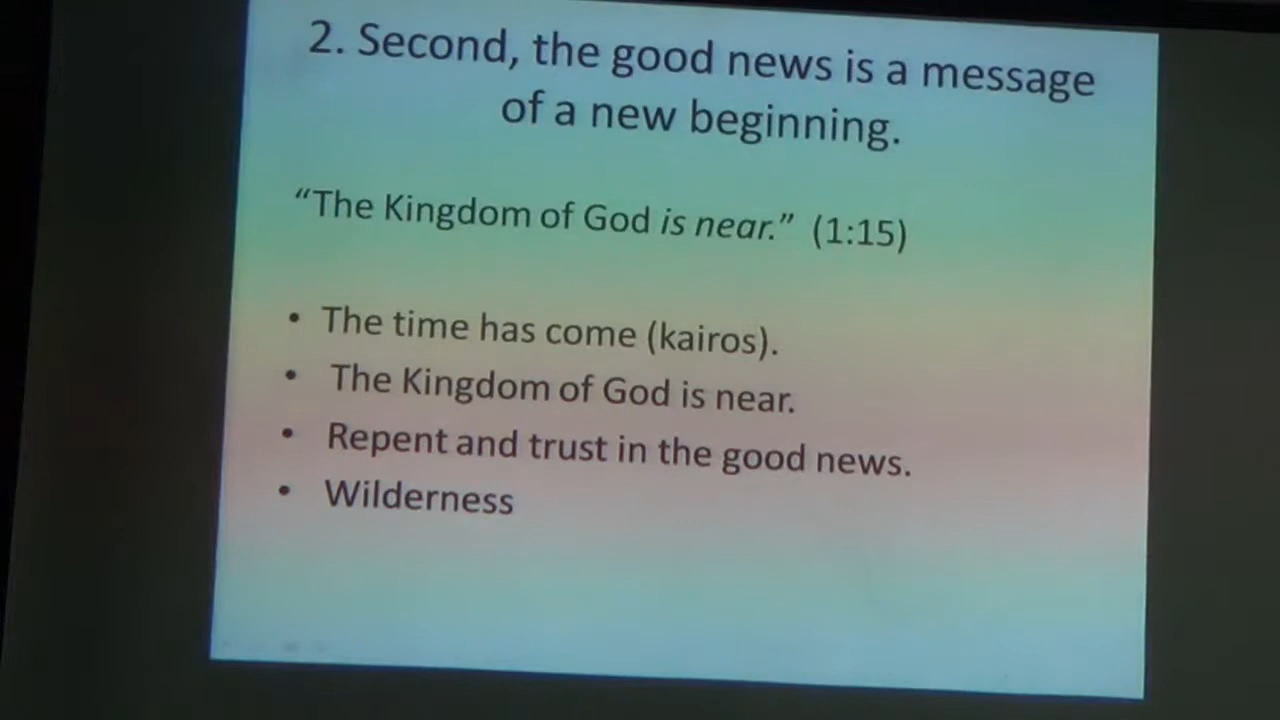 2. Second, the good news is a message
of a new beginning.
“The Kingdom of God is near.” (1:15)
• The time has come (kairos).
• The Kingdom of God is near.
• Repent and trust in the good news.
• Wilderness